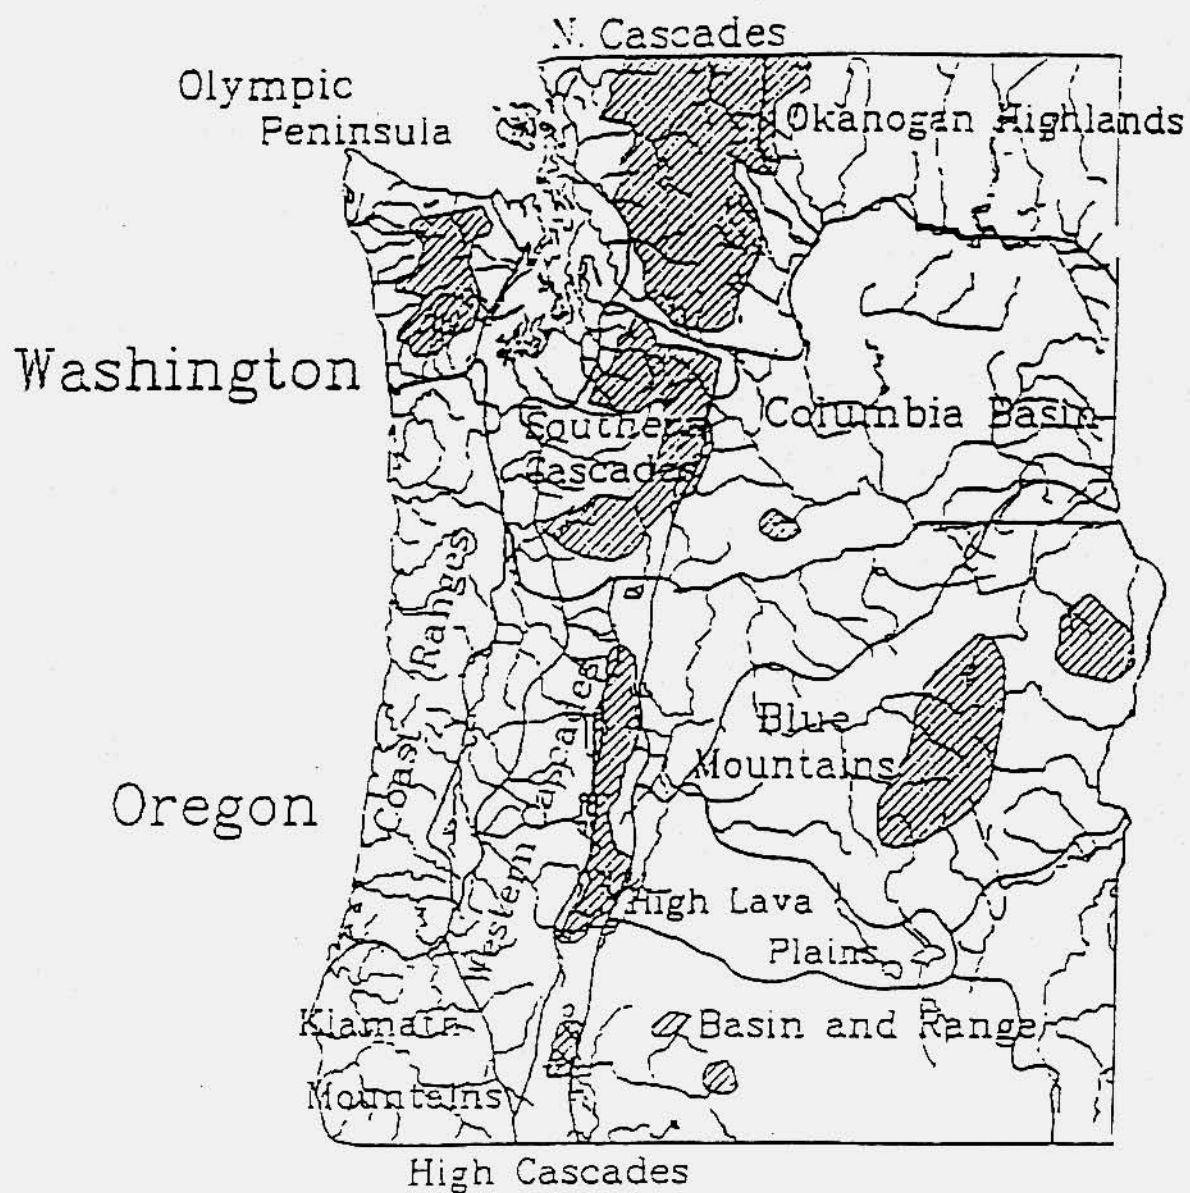 N. Cascades
Olympic
Peninsula
Okanogan Highlands
Washington
Columbia Basin
Southern
Cascades
Coast Ranges
Western Cascades
Blue
Mountains
Oregon
High Lava
Plains
Klamath
Basin and Range
Mountains
High Cascades